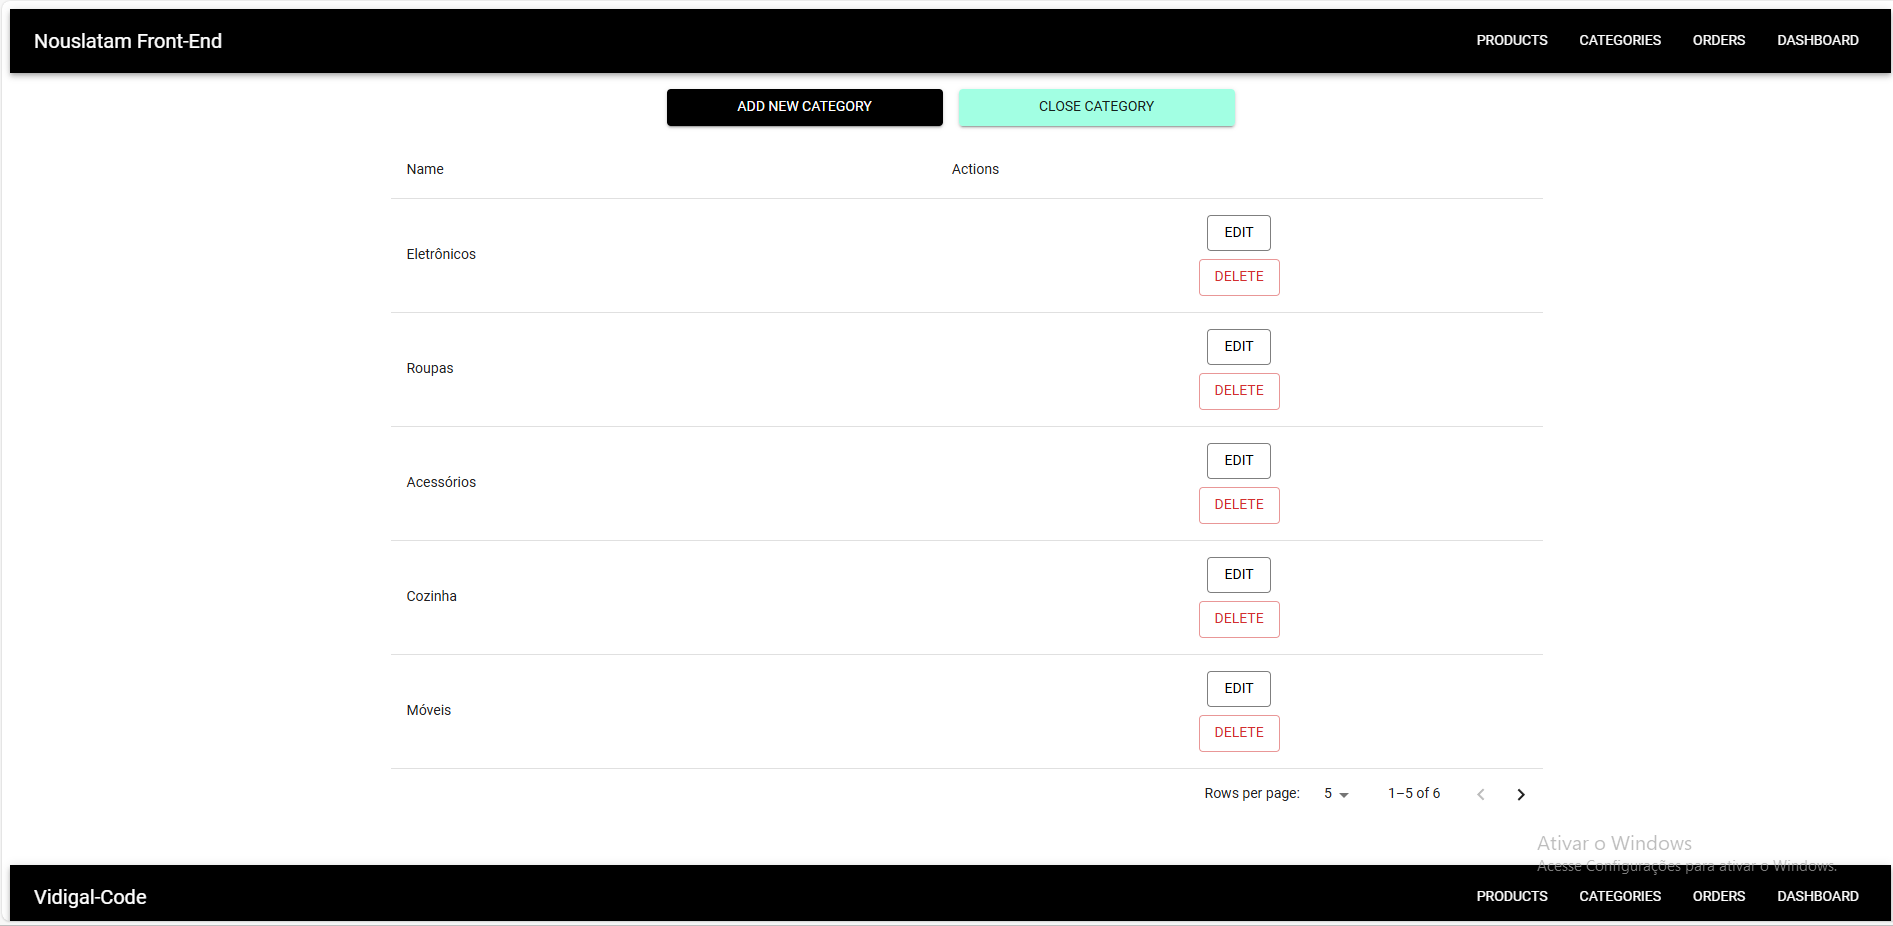 Nouslatam Front-End PRODUCTS CATEGORIES ORDERS DASHBOARD
ADD NEW CATEGORY CLOSE CATEGORY
Name Actions
EDIT
Eletrônicos
DELETE
EDIT
Roupas
DELETE
EDIT
Acessórios
DELETE
EDIT
Cozinha
DELETE
EDIT
Móveis
DELETE
Rows per page: 5 1–5 of 6
Ativar o Windows
Acesse Configurações para ativar o Windows.
Vidigal-Code PRODUCTS CATEGORIES ORDERS DASHBOARD